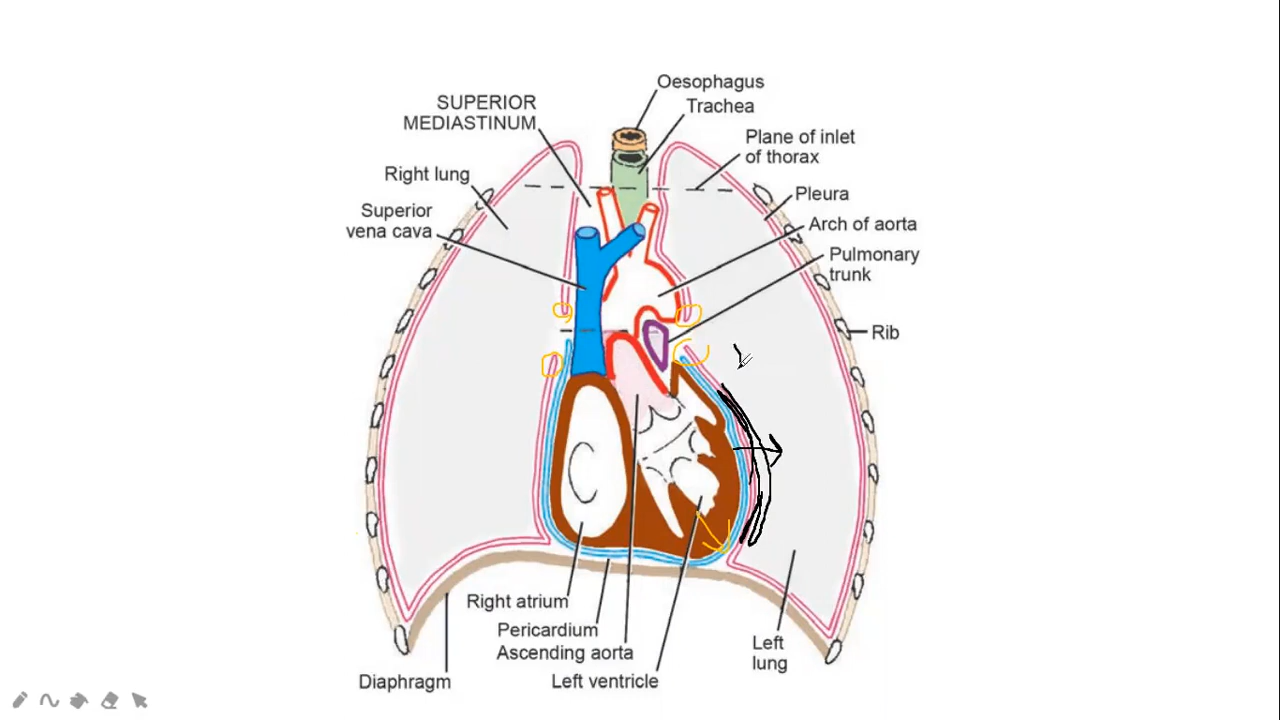 Oesophagus
Trachea
SUPERIOR
MEDIASTINUM
Plane of inlet
of thorax
Right lung
Pleura
Superior
vena cava
Arch of aorta
Pulmonary
trunk
Rib
Right atrium
Pericardium
Ascending aorta
Left
lung
Diaphragm
Left ventricle